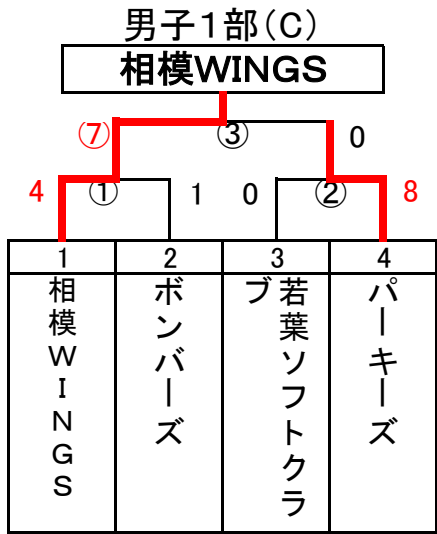 男子１部（C）
相模WINGS
⑦ ③ 0
4 ① 1 0 ② 8
1 2 3 4
相模WINGS
ボンバーズ
若葉ソフトクラブ
パーキーズ